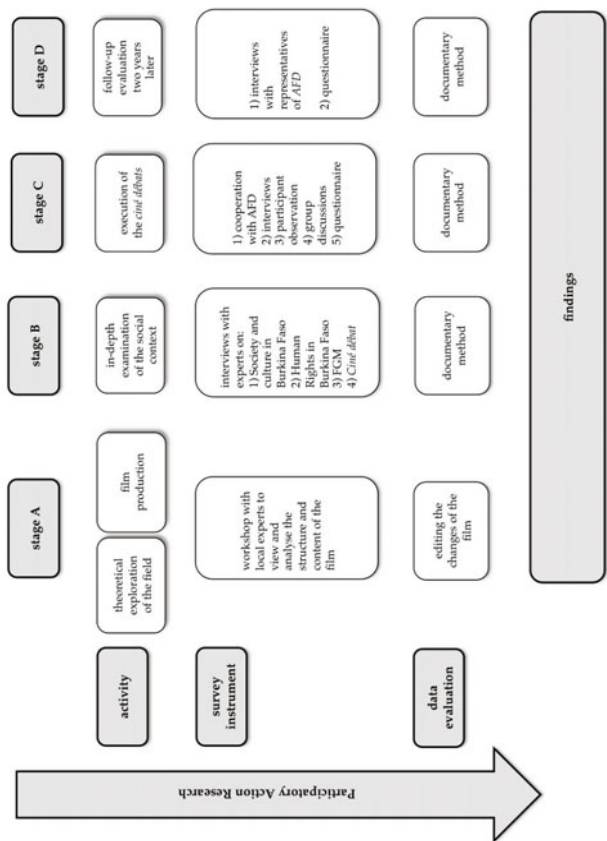 stage A
stage B
stage C
stage D
activity
theoretical
exploration
of the field
film
production
in-depth
examination
of the social
context
execution of
the ciné débats
follow-up
evaluation
two years
later
survey
instrument
workshop with
local experts to
view and
analyse the
structure and
content of the
film
interviews with
experts on:
1) Society and
culture in
Burkina Faso
2) Human
Rights in
Burkina Faso
3) FGM
4) Ciné débat
1) cooperation
with AFD
2) interviews
3) participant
observation
4) group
discussions
5) questionnaire
1) interviews
with
representatives
of AFD
2) questionnaire
data
evaluation
editing the
changes of the
film
documentary
method
documentary
method
documentary
method
findings
Participatory Action Research